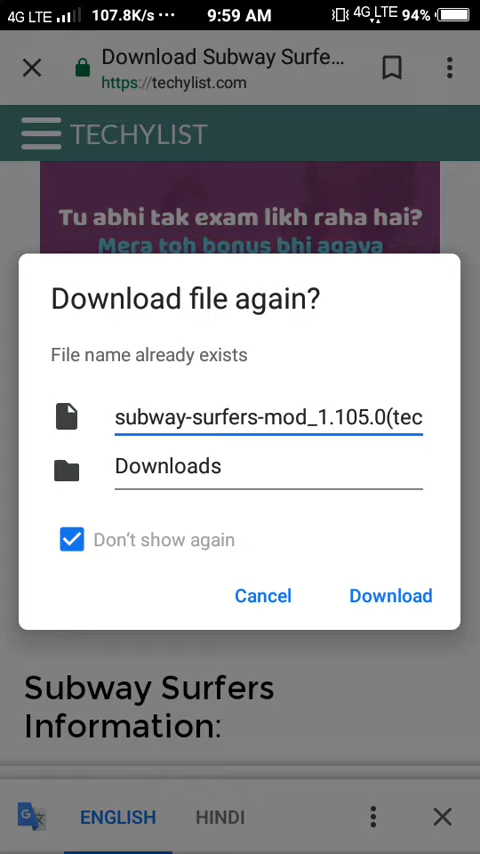 4G LTE 107.8K/s ••• 9:59 AM 4G LTE 94%
Download Subway Surfe...
https://techylist.com
TECHYLIST
Tu abhi tak exam likh raha hai?
Mera toh bonus bhi agaya
Download file again?
File name already exists
subway-surfers-mod_1.105.0(tec
Downloads
Don't show again
Cancel Download
Subway Surfers
Information:
ENGLISH HINDI